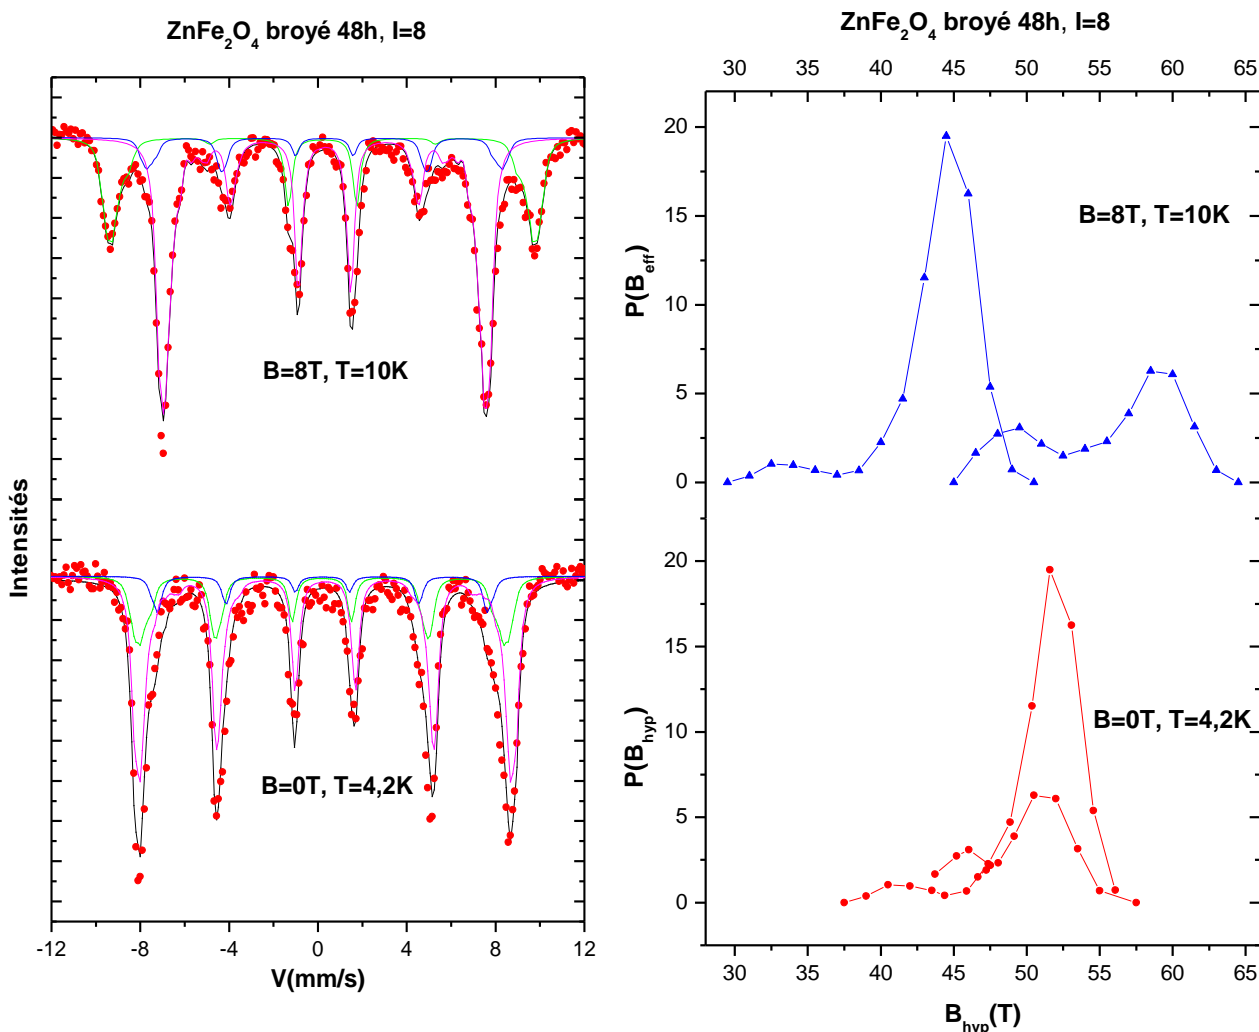 ZnFe2O4 broyé 48h, I=8
B=8T, T=10K
B=0T, T=4,2K
Intensités
-12 -8 -4 0 4 8 12
V(mm/s)
ZnFe2O4 broyé 48h, I=8
30 35 40 45 50 55 60 65
20
15
10
5
0
P(Beff)
B=8T, T=10K
20
15
10
5
0
P(Bhyp)
B=0T, T=4,2K
30 35 40 45 50 55 60 65
Bhyp(T)